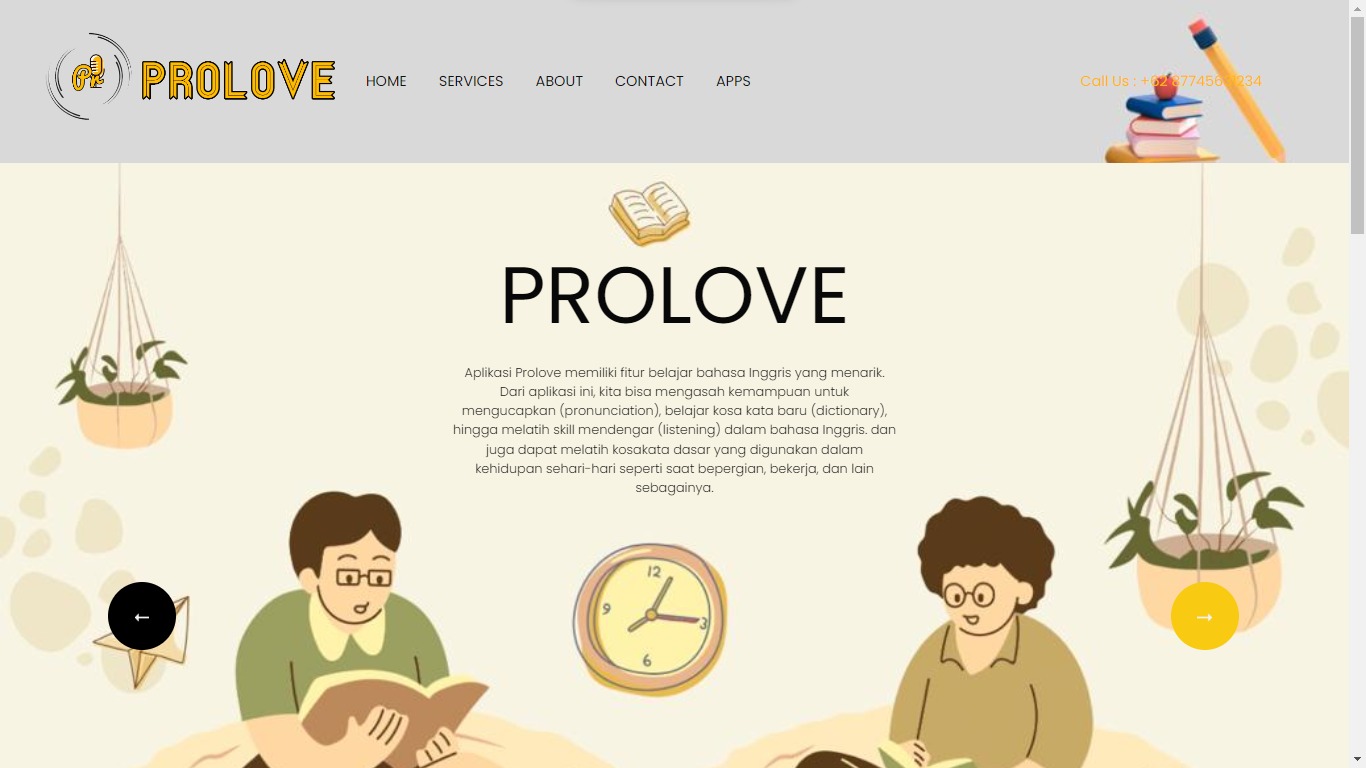 PROLOVE
HOME SERVICES ABOUT CONTACT APPS
Call Us : +62
PROLOVE
Aplikasi Prolove memiliki fitur belajar bahasa Inggris yang menarik.
Dari aplikasi ini, kita bisa mengasah kemampuan untuk
mengucapkan (pronunciation), belajar kosa kata baru (dictionary),
hingga melatih skill mendengar (listening) dalam bahasa Inggris. dan
juga dapat melatih kosakata dasar yang digunakan dalam
kehidupan sehari-hari seperti saat bepergian, bekerja, dan lain
sebagainya.
←
→
12
9
3
6